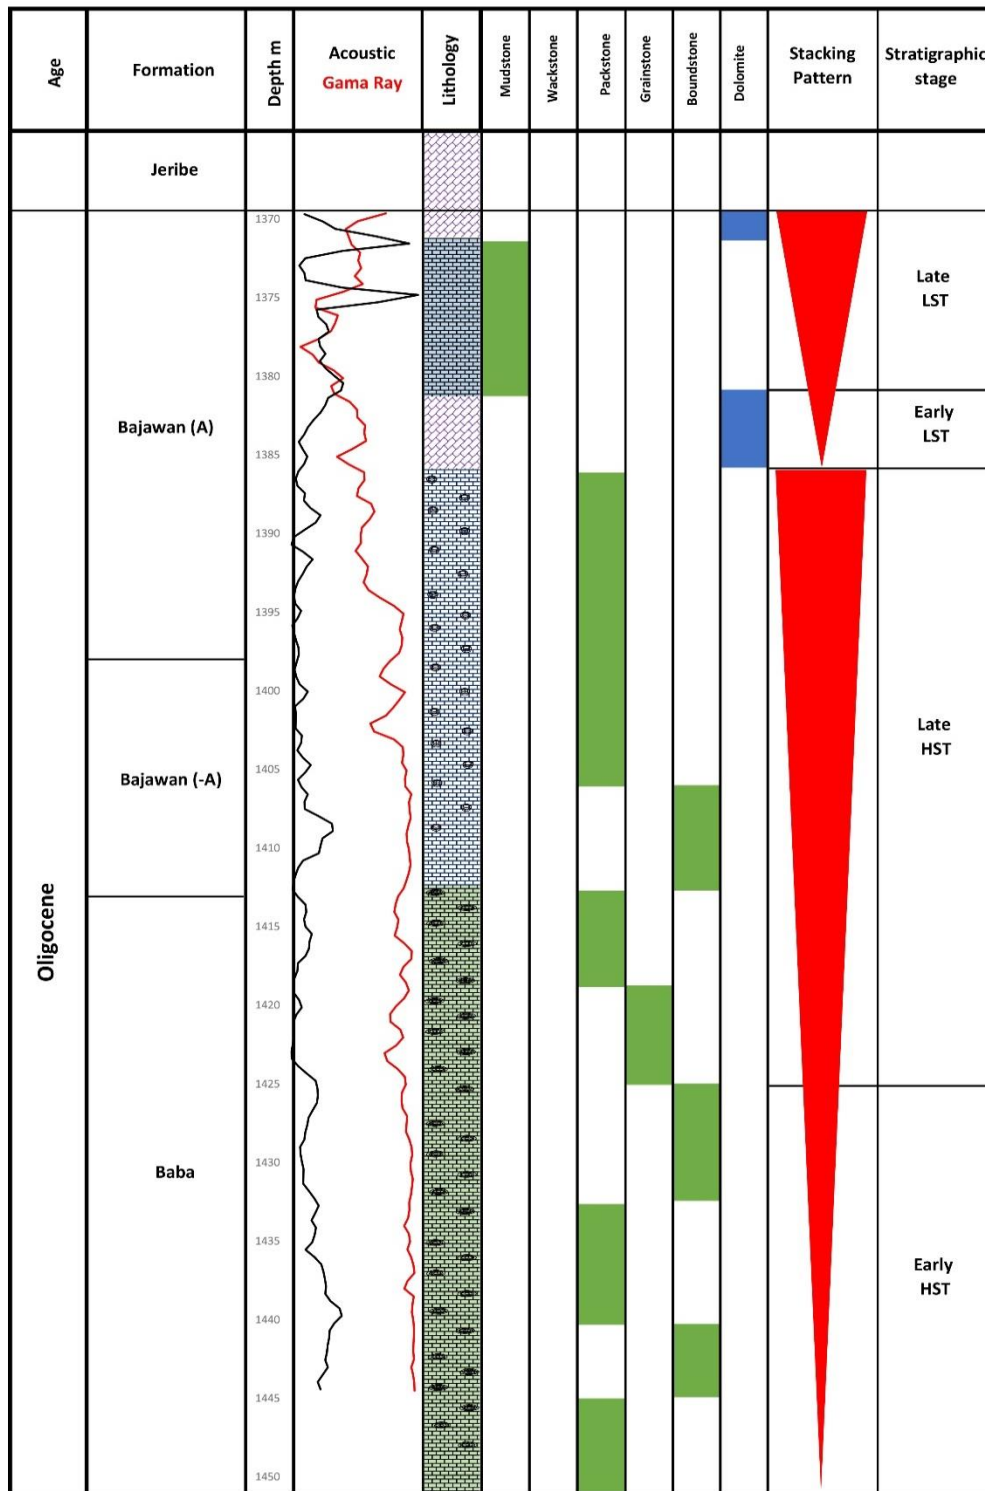 Age
Formation
Depth m
Acoustic
Gama Ray
Lithology
Mudstone
Wackstone
Packstone
Grainstone
Boundstone
Dolomite
Stacking
Pattern
Stratigraphic
stage
Jeribe
1370
1375
1380
1385
1390
1395
1400
1405
1410
1415
1420
1425
1430
1435
1440
1445
1450
Bajawan (A)
Bajawan (-A)
Baba
Oligocene
Late
LST
Early
LST
Late
HST
Early
HST